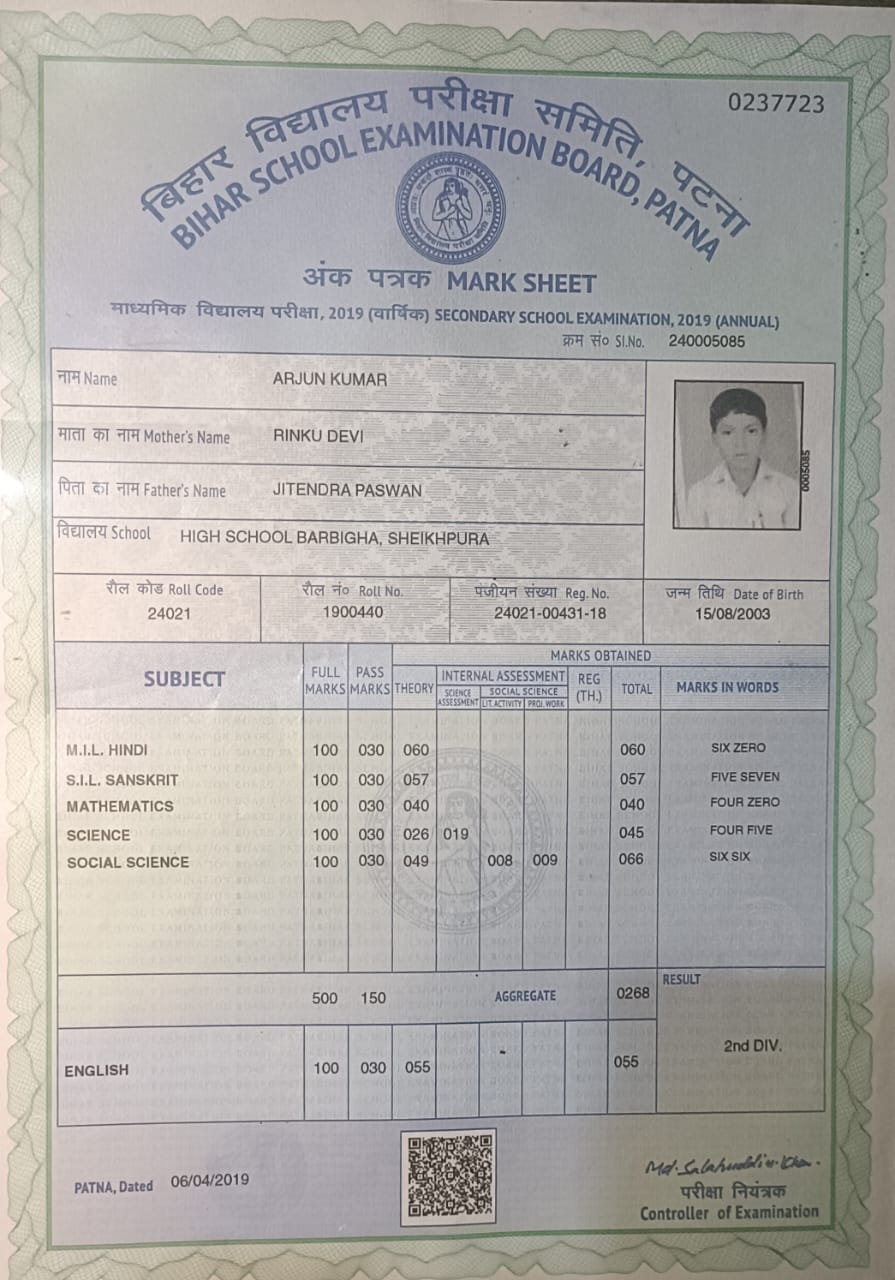 0237723
बिहार विद्यालय परीक्षा समिति, पटना
BIHAR SCHOOL EXAMINATION BOARD, PATNA
अंक पत्रक MARK SHEET
माध्यमिक विद्यालय परीक्षा, 2019 (वार्षिक) SECONDARY SCHOOL EXAMINATION, 2019 (ANNUAL)
क्रम सं० Sl.No. 240005085
नाम Name ARJUN KUMAR
माता का नाम Mother's Name RINKU DEVI
पिता का नाम Father's Name JITENDRA PASWAN
विद्यालय School HIGH SCHOOL BARBIGHA, SHEIKHPURA
0005085
रौल कोड Roll Code रौल नं० Roll No. पंजीयन संख्या Reg. No. जन्म तिथि Date of Birth
24021 1900440 24021-00431-18 15/08/2003
SUBJECT FULL MARKS PASS MARKS MARKS OBTAINED
THEORY INTERNAL ASSESSMENT REG (TH.) TOTAL MARKS IN WORDS
SCIENCE ASSESSMENT SOCIAL SCIENCE
LIT.ACTIVITY PROJ.WORK
M.I.L. HINDI 100 030 060 060 SIX ZERO
S.I.L. SANSKRIT 100 030 057 057 FIVE SEVEN
MATHEMATICS 100 030 040 040 FOUR ZERO
SCIENCE 100 030 026 019 045 FOUR FIVE
SOCIAL SCIENCE 100 030 049 008 009 066 SIX SIX
500 150 AGGREGATE 0268 RESULT
2nd DIV.
ENGLISH 100 030 055 055
PATNA, Dated 06/04/2019
Md. Salahuddin Khan.
परीक्षा नियंत्रक
Controller of Examination